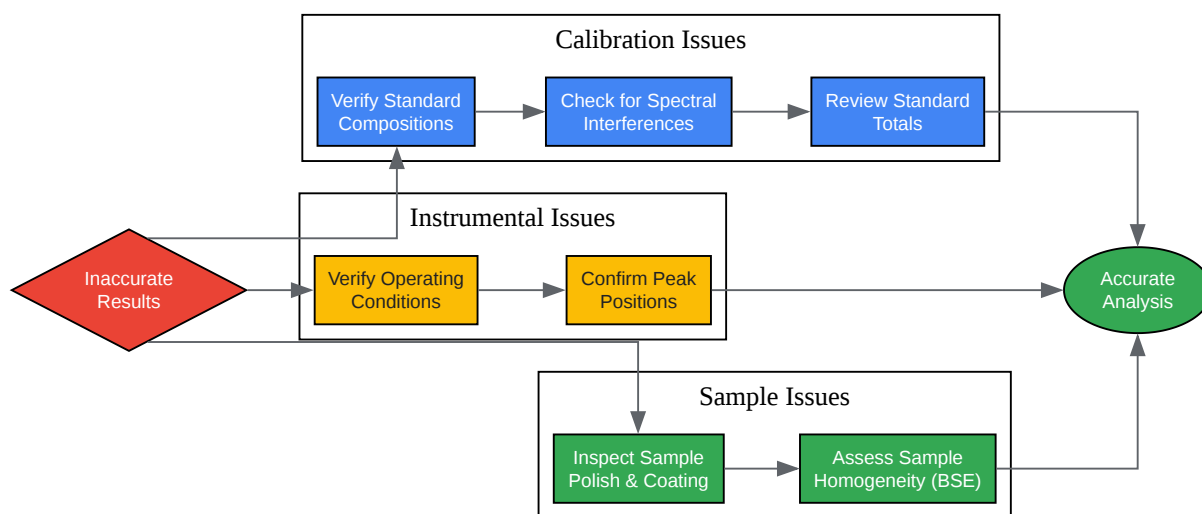 Calibration Issues
Verify Standard
Compositions
Check for Spectral
Interferences
Review Standard
Totals
Instrumental Issues
Inaccurate
Results
Verify Operating
Conditions
Confirm Peak
Positions
Accurate
Analysis
Sample Issues
Inspect Sample
Polish & Coating
Assess Sample
Homogeneity (BSE)